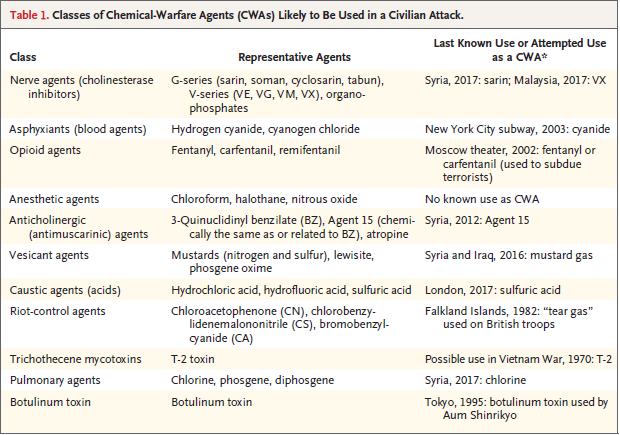 Table 1. Classes of Chemical-Warfare Agents (CWAs) Likely to Be Used in a Civilian Attack.
Class Representative Agents Last Known Use or Attempted Use as a CWA☆
Nerve agents (cholinesterase G-series (sarin, soman, cyclosarin, tabun), Syria, 2017: sarin; Malaysia, 2017: VX
inhibitors) V-series (VE, VG, VM, VX), organo-
phosphates
Asphyxiants (blood agents) Hydrogen cyanide, cyanogen chloride New York City subway, 2003: cyanide
Opioid agents Fentanyl, carfentanil, remifentanil Moscow theater, 2002: fentanyl or
carfentanil (used to subdue
terrorists)
Anesthetic agents Chloroform, halothane, nitrous oxide No known use as CWA
Anticholinergic 3-Quinuclidinyl benzilate (BZ), Agent 15 (chemi- Syria, 2012: Agent 15
(antimuscarinic) agents cally the same as or related to BZ), atropine
Vesicant agents Mustards (nitrogen and sulfur), lewisite, Syria and Iraq, 2016: mustard gas
phosgene oxime
Caustic agents (acids) Hydrochloric acid, hydrofluoric acid, sulfuric acid London, 2017: sulfuric acid
Riot-control agents Chloroacetophenone (CN), chlorobenzy- Falkland Islands, 1982: “tear gas”
lidenemalononitrile (CS), bromobenzyl- used on British troops
cyanide (CA)
Trichothecene mycotoxins T-2 toxin Possible use in Vietnam War, 1970: T-2
Pulmonary agents Chlorine, phosgene, diphosgene Syria, 2017: chlorine
Botulinum toxin Botulinum toxin Tokyo, 1995: botulinum toxin used by
Aum Shinrikyo